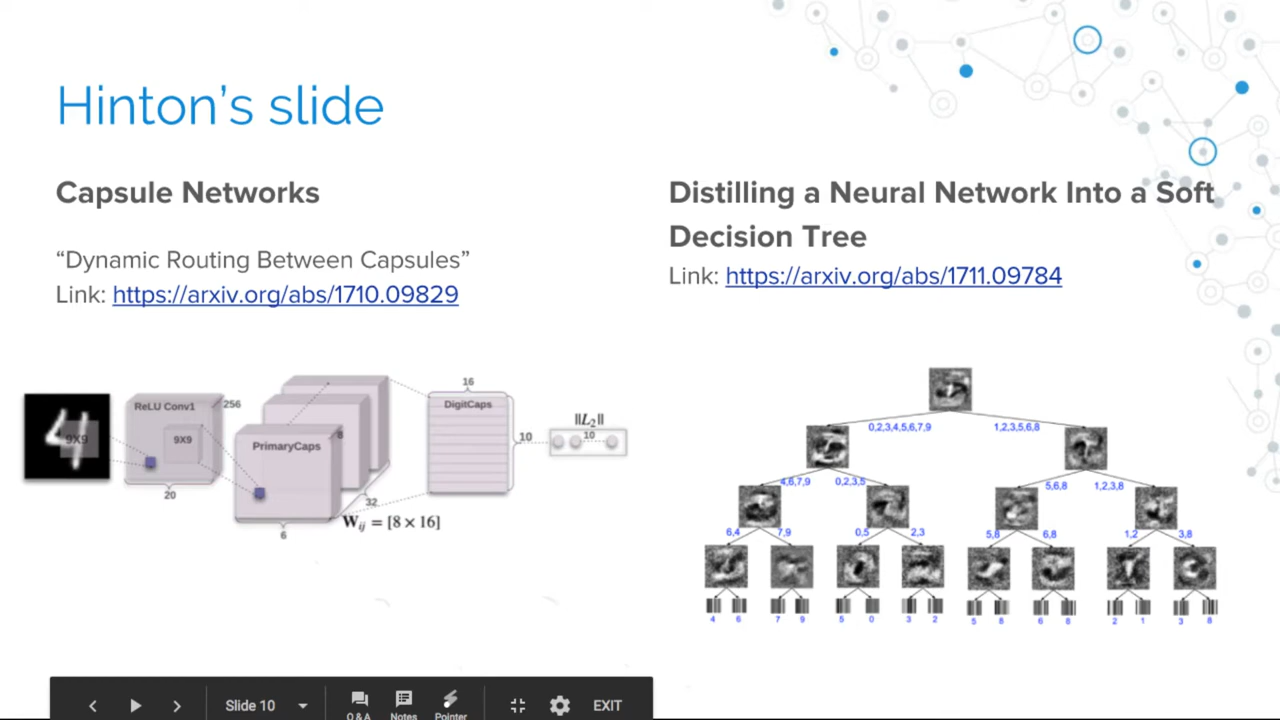 Hinton's slide
Capsule Networks
“Dynamic Routing Between Capsules”
Link: https://arxiv.org/abs/1710.09829
Distilling a Neural Network Into a Soft
Decision Tree
Link: https://arxiv.org/abs/1711.09784
9X9
ReLU Conv1
256
9X9
20
PrimaryCaps
8
32
6
W_ij = [8 × 16]
16
DigitCaps
10
||L_2||
10
0,2,3,4,5,6,7,9 1,2,3,5,6,8
4,6,7,9 0,2,3,5 5,6,8 1,2,3,8
6,4 7,9 0,5 2,3 5,8 6,8 1,2 3,8
4 6 7 9 5 0 3 2 5 8 6 8 2 1 3 8
Slide 10
Q & A Notes Pointer EXIT